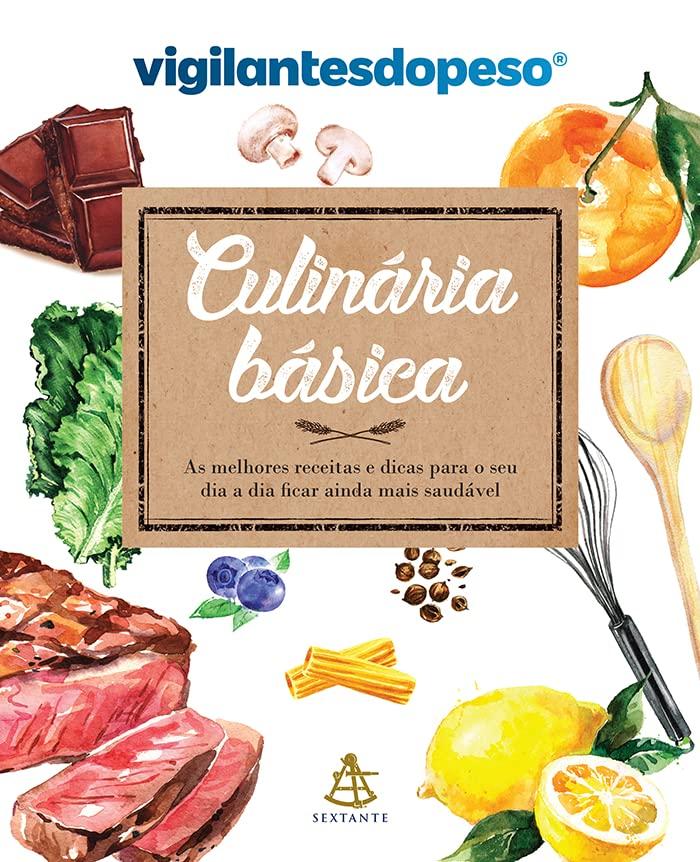 vigilantesdopeso®
Culinária
básica
As melhores receitas e dicas para o seu
dia a dia ficar ainda mais saudável
SEXTANTE